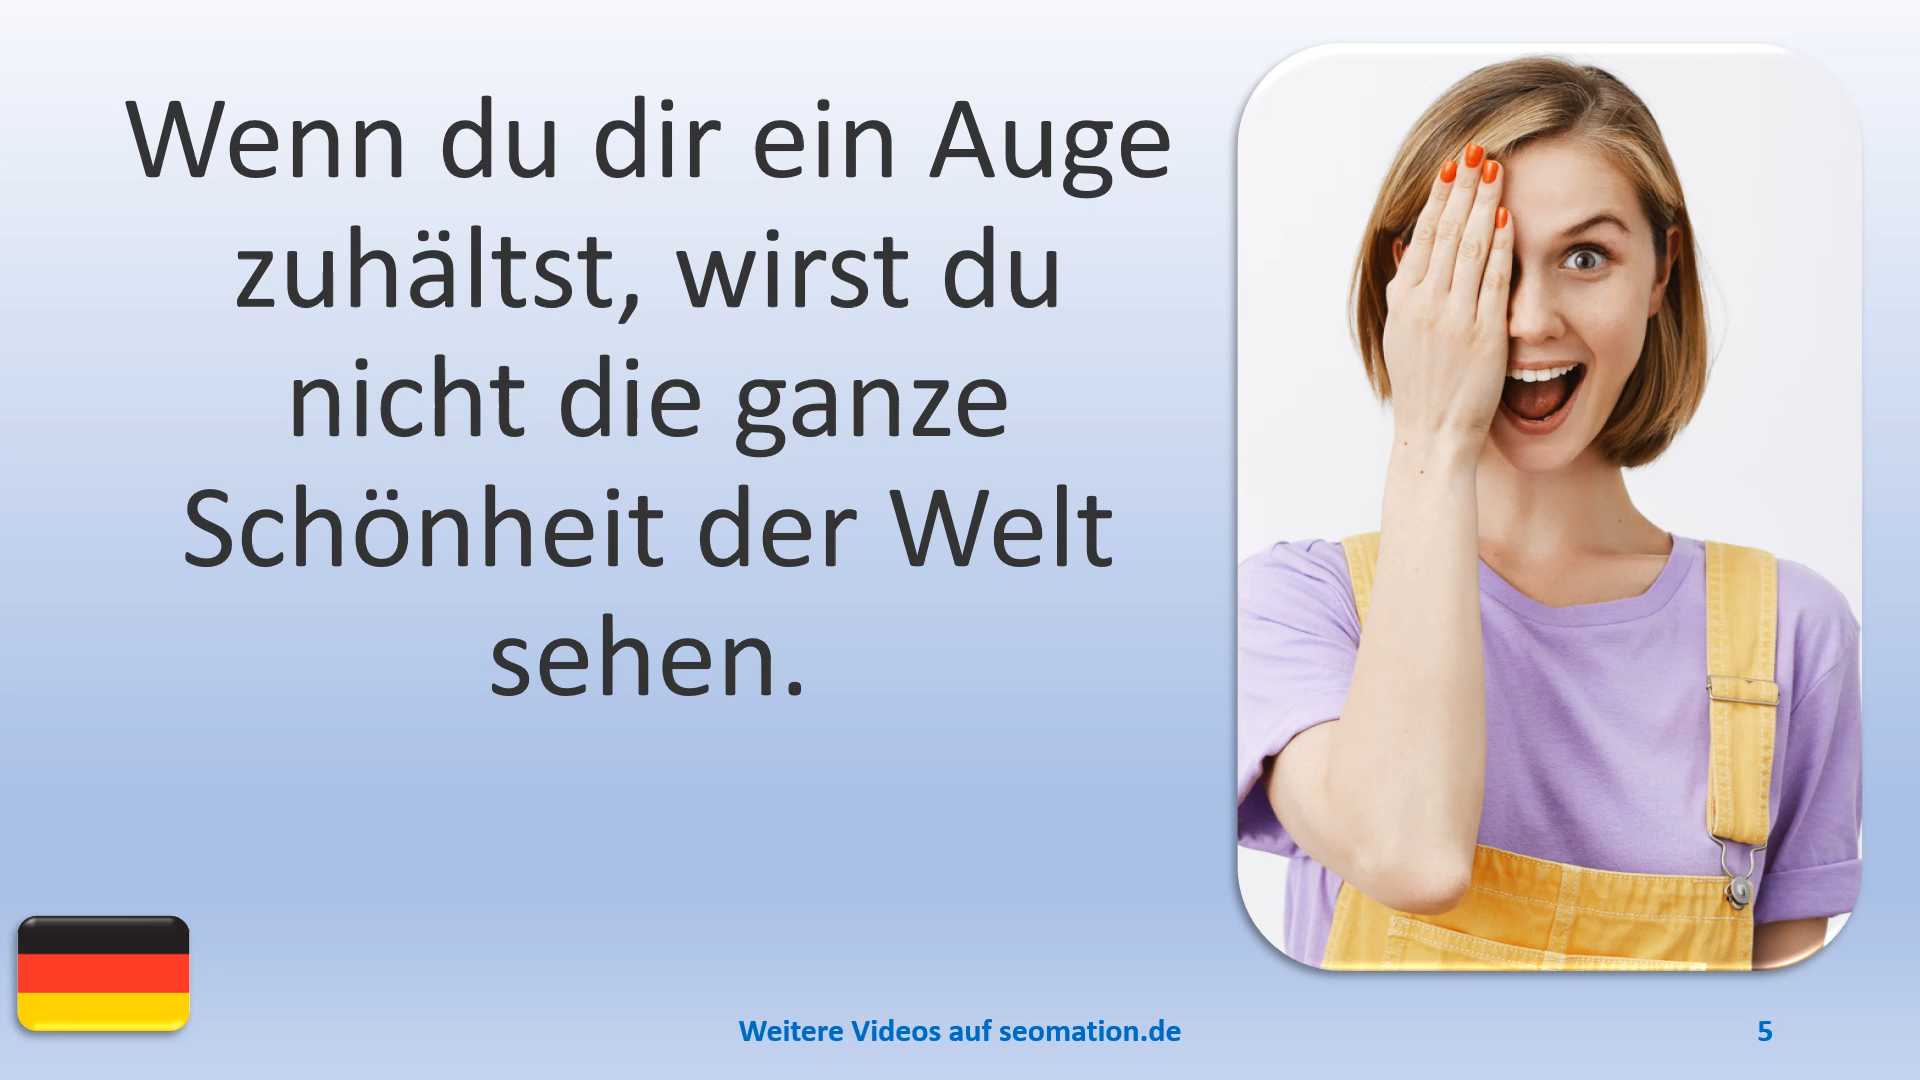 Wenn du dir ein Auge
zuhältst, wirst du
nicht die ganze
Schönheit der Welt
sehen.
Weitere Videos auf seomation.de
5